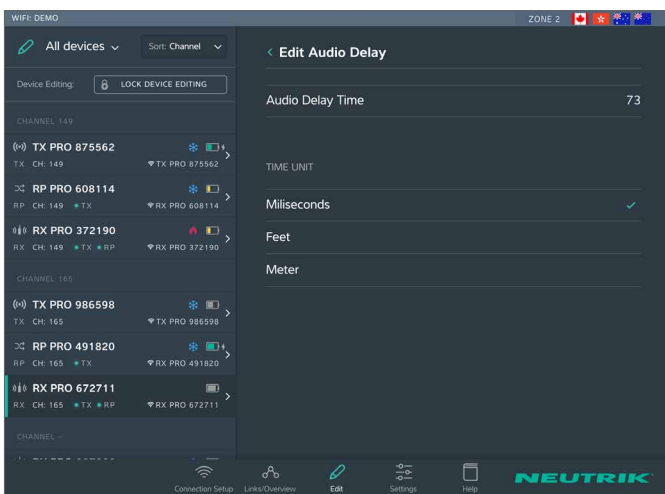 WIFI: DEMO
ZONE 2
All devices
Sort: Channel
Device Editing:
LOCK DEVICE EDITING
CHANNEL 149
TX PRO 875562
TX CH: 149 TX PRO 875562
RP PRO 608114
RP CH: 149 TX RX PRO 608114
RX PRO 372190
RX CH: 149 TX RP RX PRO 372190
CHANNEL 165
TX PRO 986598
TX CH: 165 TX PRO 986598
RP PRO 491820
RP CH: 165 TX RX PRO 491820
RX PRO 672711
RX CH: 165 TX RP RX PRO 672711
CHANNEL -
Edit Audio Delay
Audio Delay Time 73
TIME UNIT
Miliseconds
Feet
Meter
Connection Setup
Links/Overview
Edit
Settings
Help
NEUTRIK